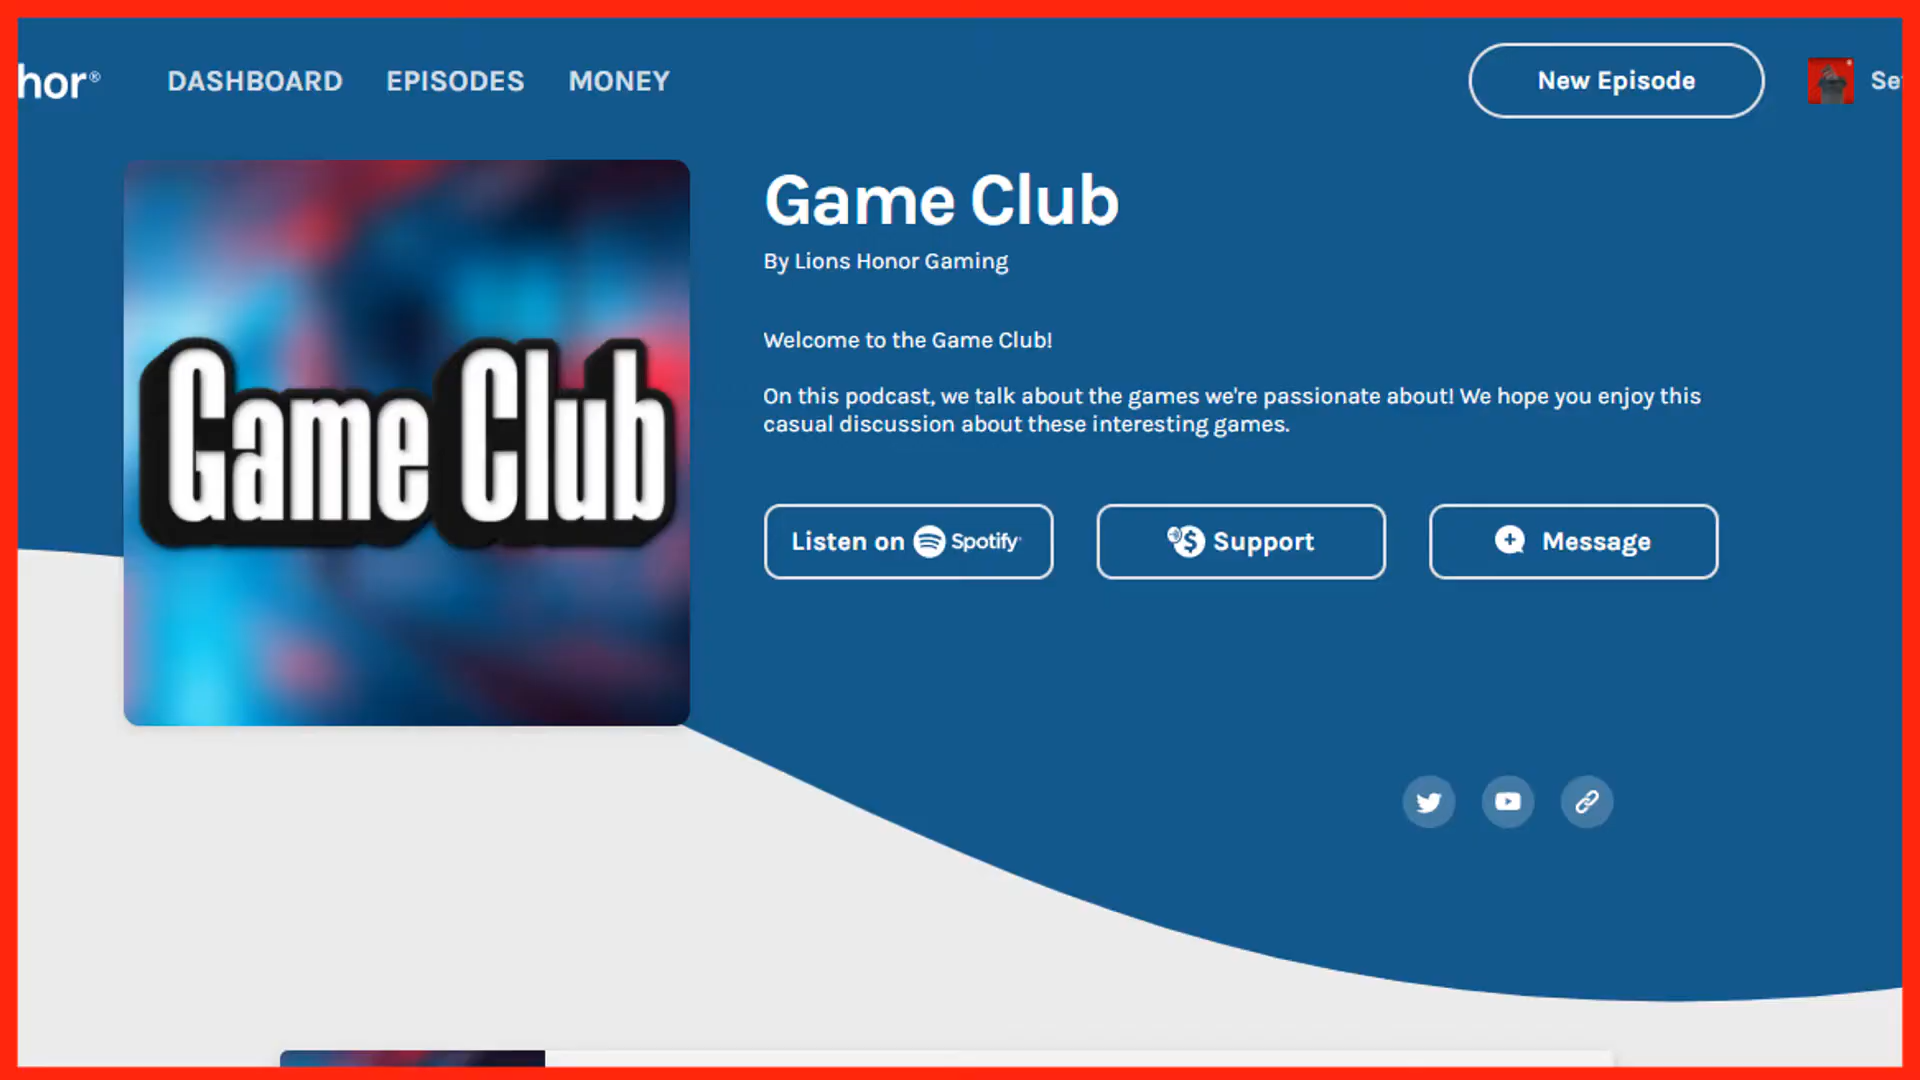 hor®
DASHBOARD EPISODES MONEY
New Episode
Se
Game Club
Game Club
By Lions Honor Gaming
Welcome to the Game Club!
On this podcast, we talk about the games we're passionate about! We hope you enjoy this
casual discussion about these interesting games.
Listen on Spotify
Support
Message